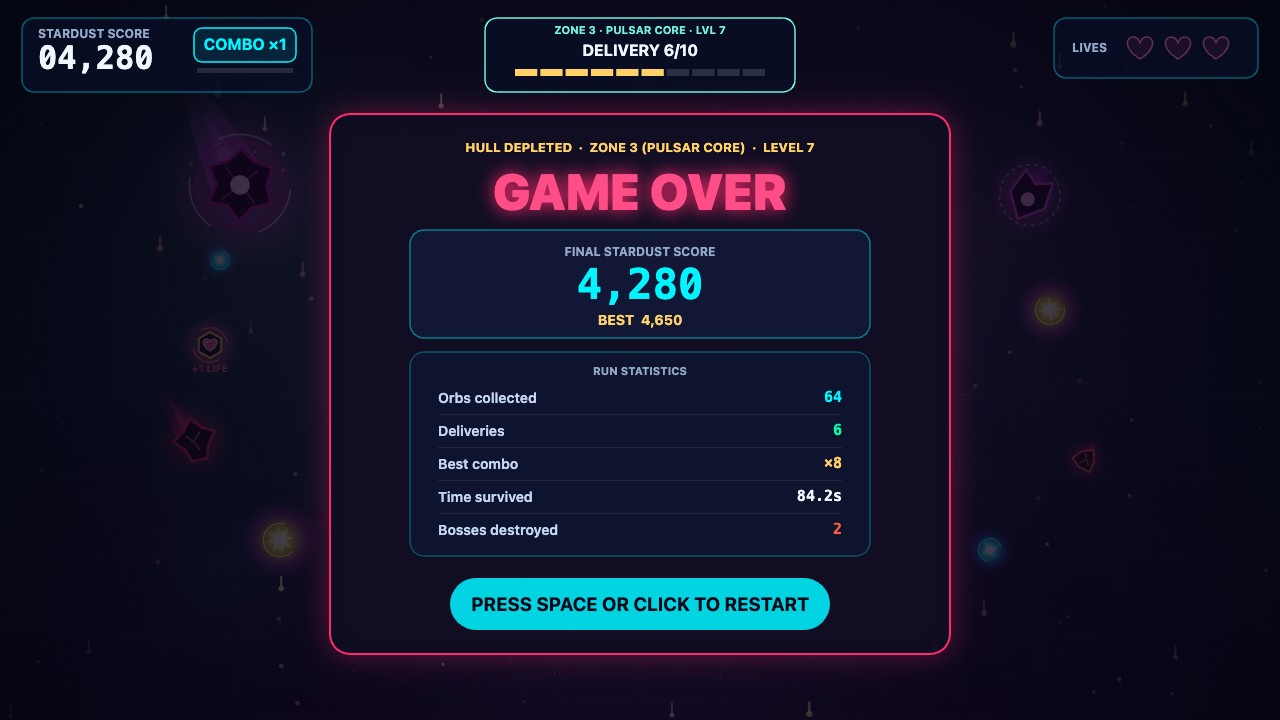 STARDUST SCORE
04,280
COMBO ×1
ZONE 3 · PULSAR CORE · LVL 7
DELIVERY 6/10
LIVES
HULL DEPLETED · ZONE 3 (PULSAR CORE) · LEVEL 7
GAME OVER
FINAL STARDUST SCORE
4,280
BEST 4,650
+1 LIFE
RUN STATISTICS
Orbs collected 64
Deliveries 6
Best combo ×8
Time survived 84.2s
Bosses destroyed 2
PRESS SPACE OR CLICK TO RESTART